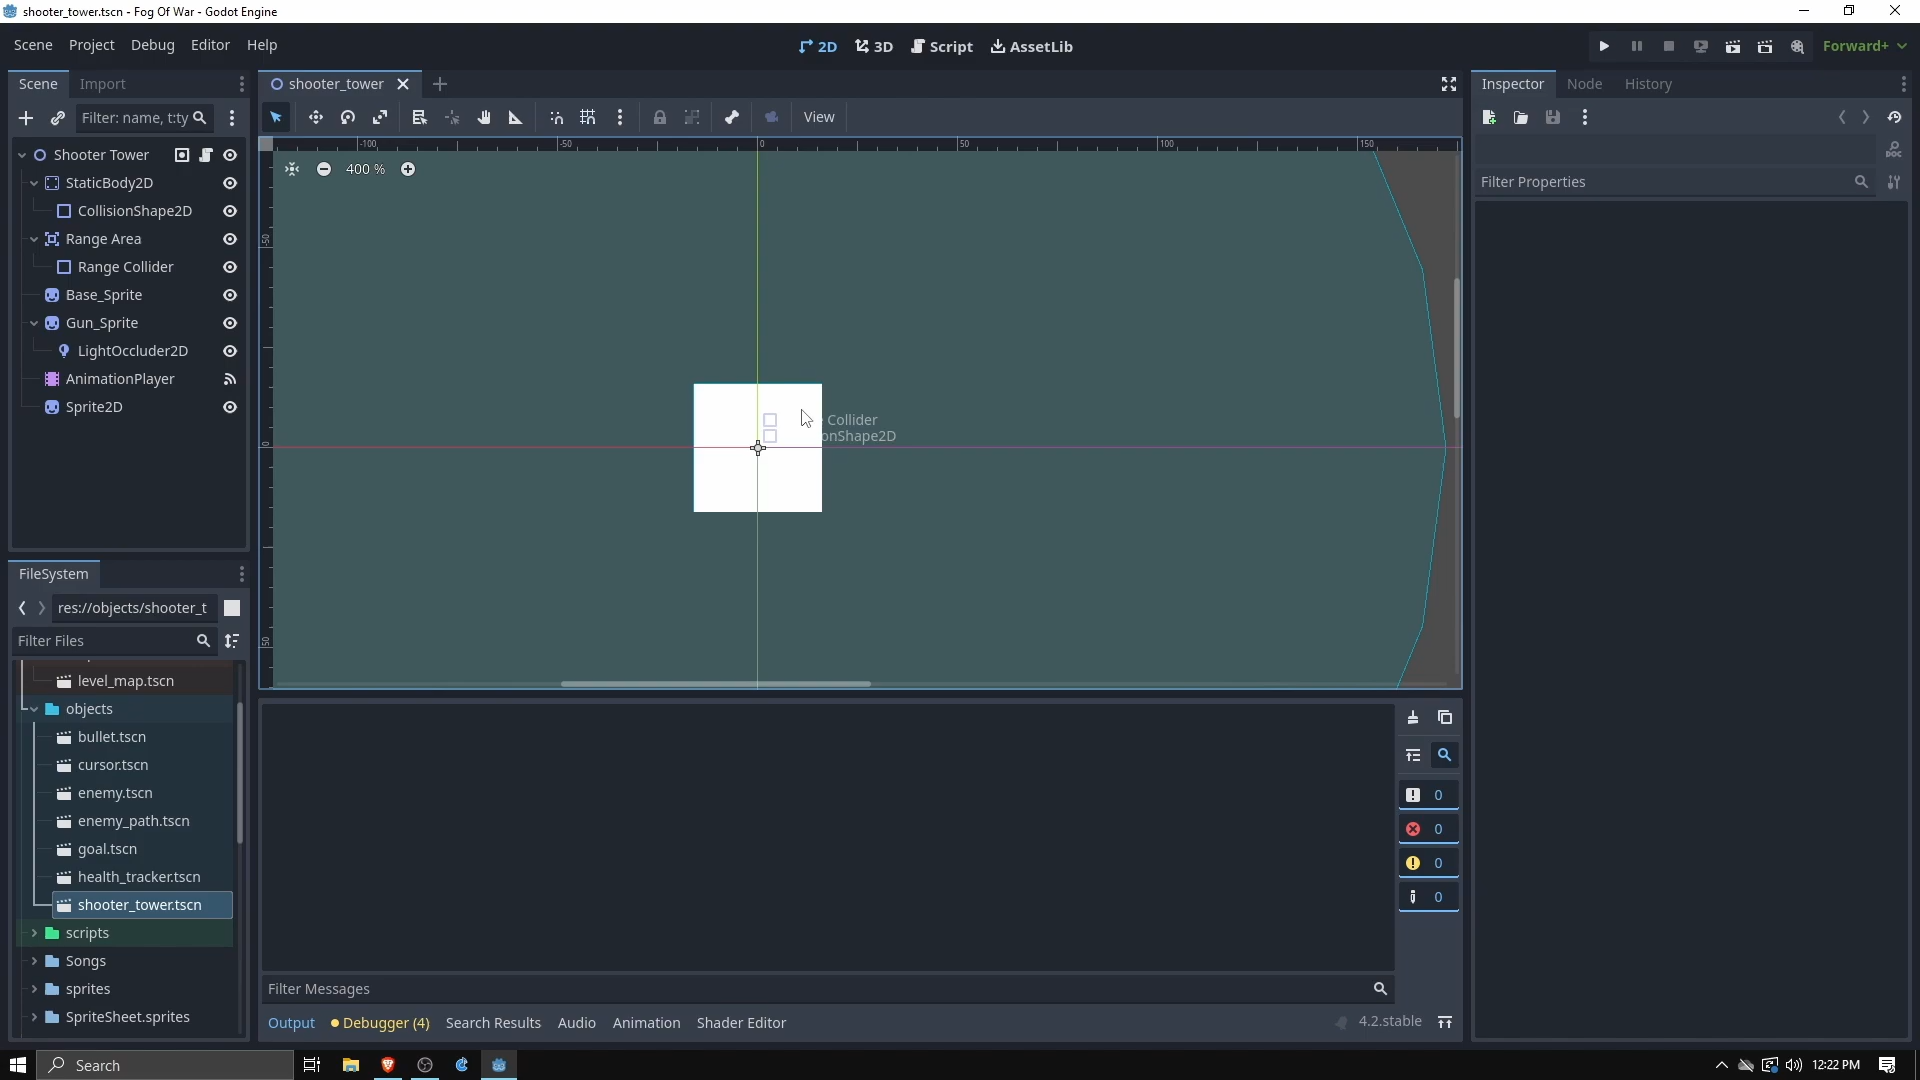 shooter_tower.tscn - Fog Of War - Godot Engine
Scene Project Debug Editor Help
2D 3D Script AssetLib
Forward+
Scene Import
shooter_tower
Inspector Node History
Filter: name, t:ty
View
Shooter Tower
StaticBody2D
CollisionShape2D
Range Area
Range Collider
Base_Sprite
Gun_Sprite
LightOccluder2D
AnimationPlayer
Sprite2D
-100 -50 0 50 100 150
400 %
-50
0
50
Collider
onShape2D
DOC
Filter Properties
FileSystem
res://objects/shooter_t
Filter Files
level_map.tscn
objects
bullet.tscn
cursor.tscn
enemy.tscn
enemy_path.tscn
goal.tscn
health_tracker.tscn
shooter_tower.tscn
scripts
Songs
sprites
SpriteSheet.sprites
0
0
0
0
Filter Messages
Output Debugger (4) Search Results Audio Animation Shader Editor
4.2.stable
Search
12:22 PM